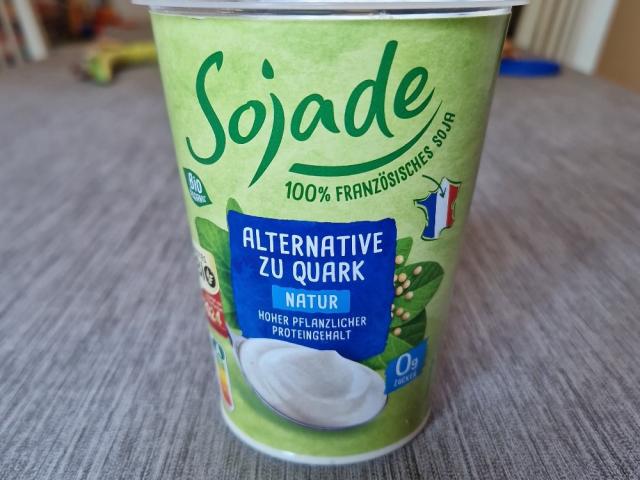 Sojade
100% FRANZÖSISCHES SOJA
BIO
ALTERNATIVE
ZU QUARK
NATUR
HOHER PFLANZLICHER
PROTEINGEHALT
0g
ZUCKER